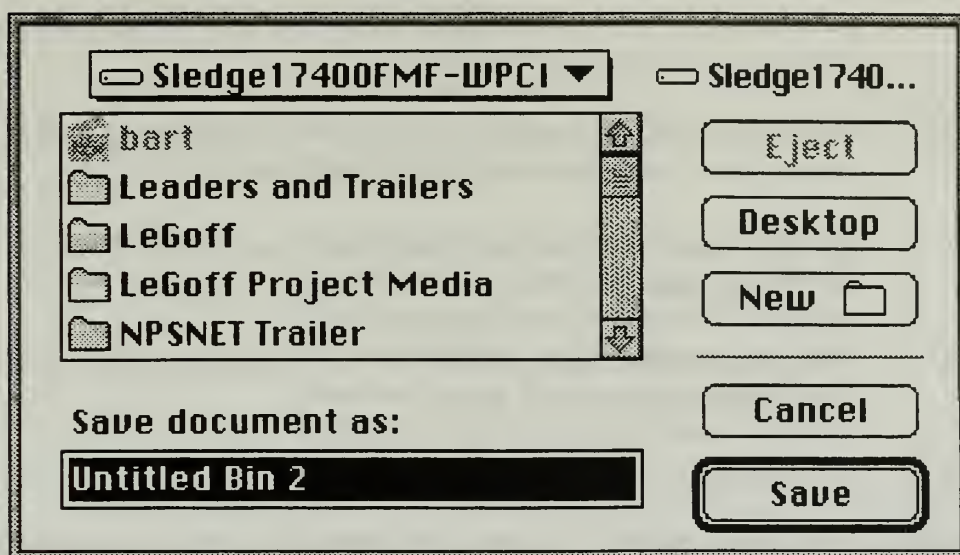 Sledge17400FMF-WPCI
Sledge1740...
bart
Leaders and Trailers
LeGoff
LeGoff Project Media
NPSNET Trailer
Eject
Desktop
New
Save document as:
Untitled Bin 2
Cancel
Save